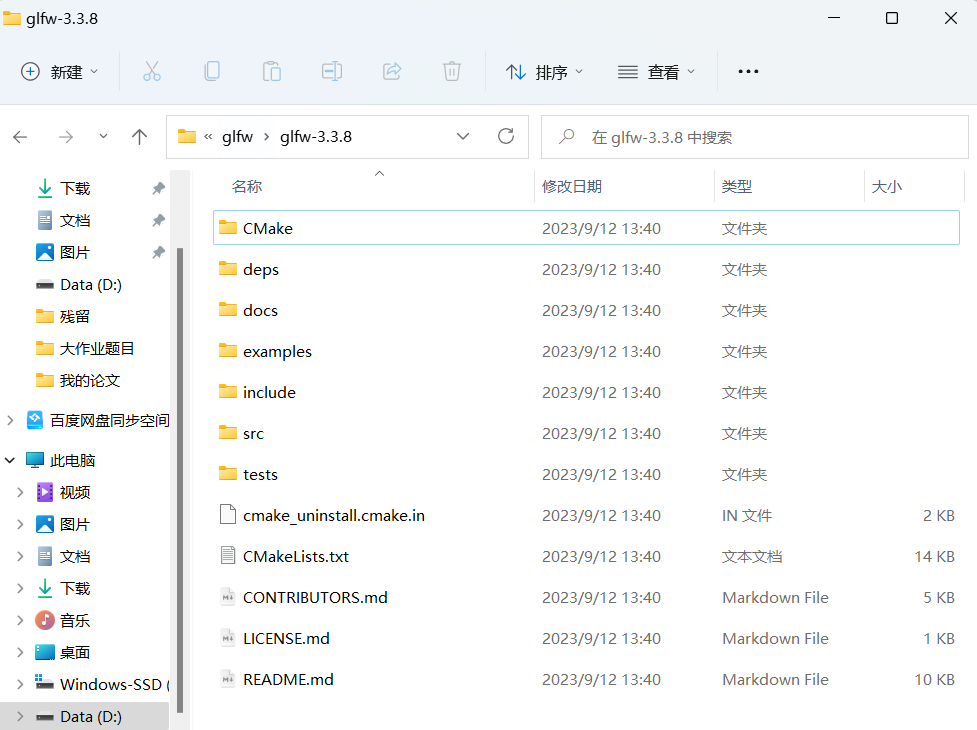 glfw-3.3.8
新建 排序 查看
« glfw › glfw-3.3.8 在 glfw-3.3.8 中搜索
下载
文档
图片
Data (D:)
残留
大作业题目
我的论文
百度网盘同步空间
此电脑
视频
图片
文档
下载
音乐
桌面
Windows-SSD (
Data (D:)
名称 修改日期 类型 大小
CMake 2023/9/12 13:40 文件夹
deps 2023/9/12 13:40 文件夹
docs 2023/9/12 13:40 文件夹
examples 2023/9/12 13:40 文件夹
include 2023/9/12 13:40 文件夹
src 2023/9/12 13:40 文件夹
tests 2023/9/12 13:40 文件夹
cmake_uninstall.cmake.in 2023/9/12 13:40 IN 文件 2 KB
CMakeLists.txt 2023/9/12 13:40 文本文档 14 KB
CONTRIBUTORS.md 2023/9/12 13:40 Markdown File 5 KB
LICENSE.md 2023/9/12 13:40 Markdown File 1 KB
README.md 2023/9/12 13:40 Markdown File 10 KB